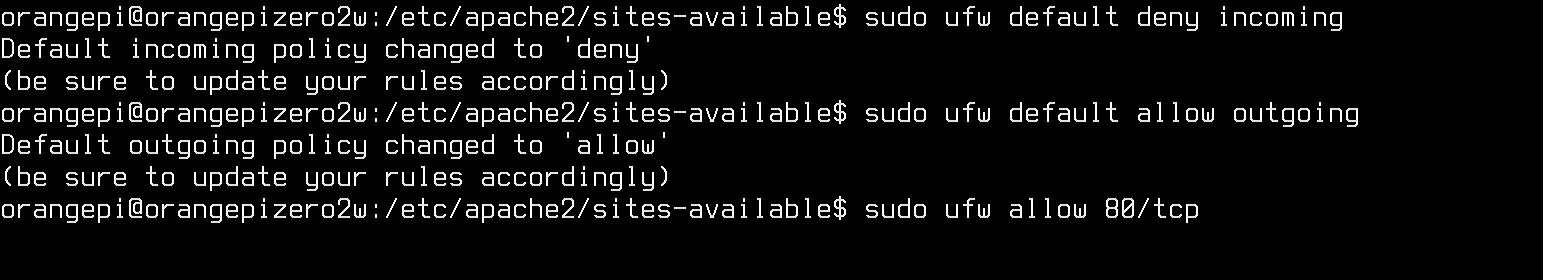 orangepi@orangepizero2w:/etc/apache2/sites-available$ sudo ufw default deny incoming
Default incoming policy changed to 'deny'
(be sure to update your rules accordingly)
orangepi@orangepizero2w:/etc/apache2/sites-available$ sudo ufw default allow outgoing
Default outgoing policy changed to 'allow'
(be sure to update your rules accordingly)
orangepi@orangepizero2w:/etc/apache2/sites-available$ sudo ufw allow 80/tcp